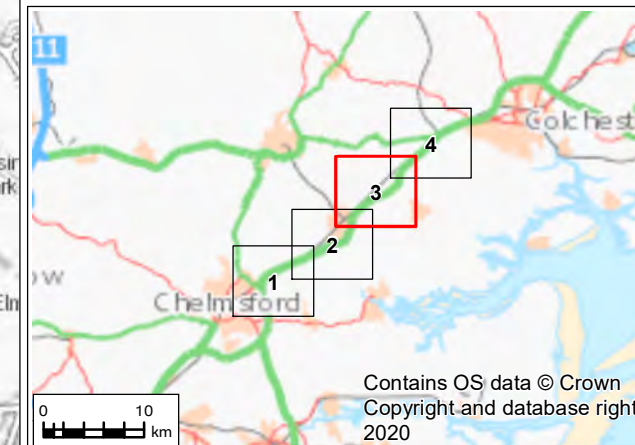 11
Colchest
4
3
2
1
Chelmsford
Contains OS data © Crown
Copyright and database right
2020
0 10
km